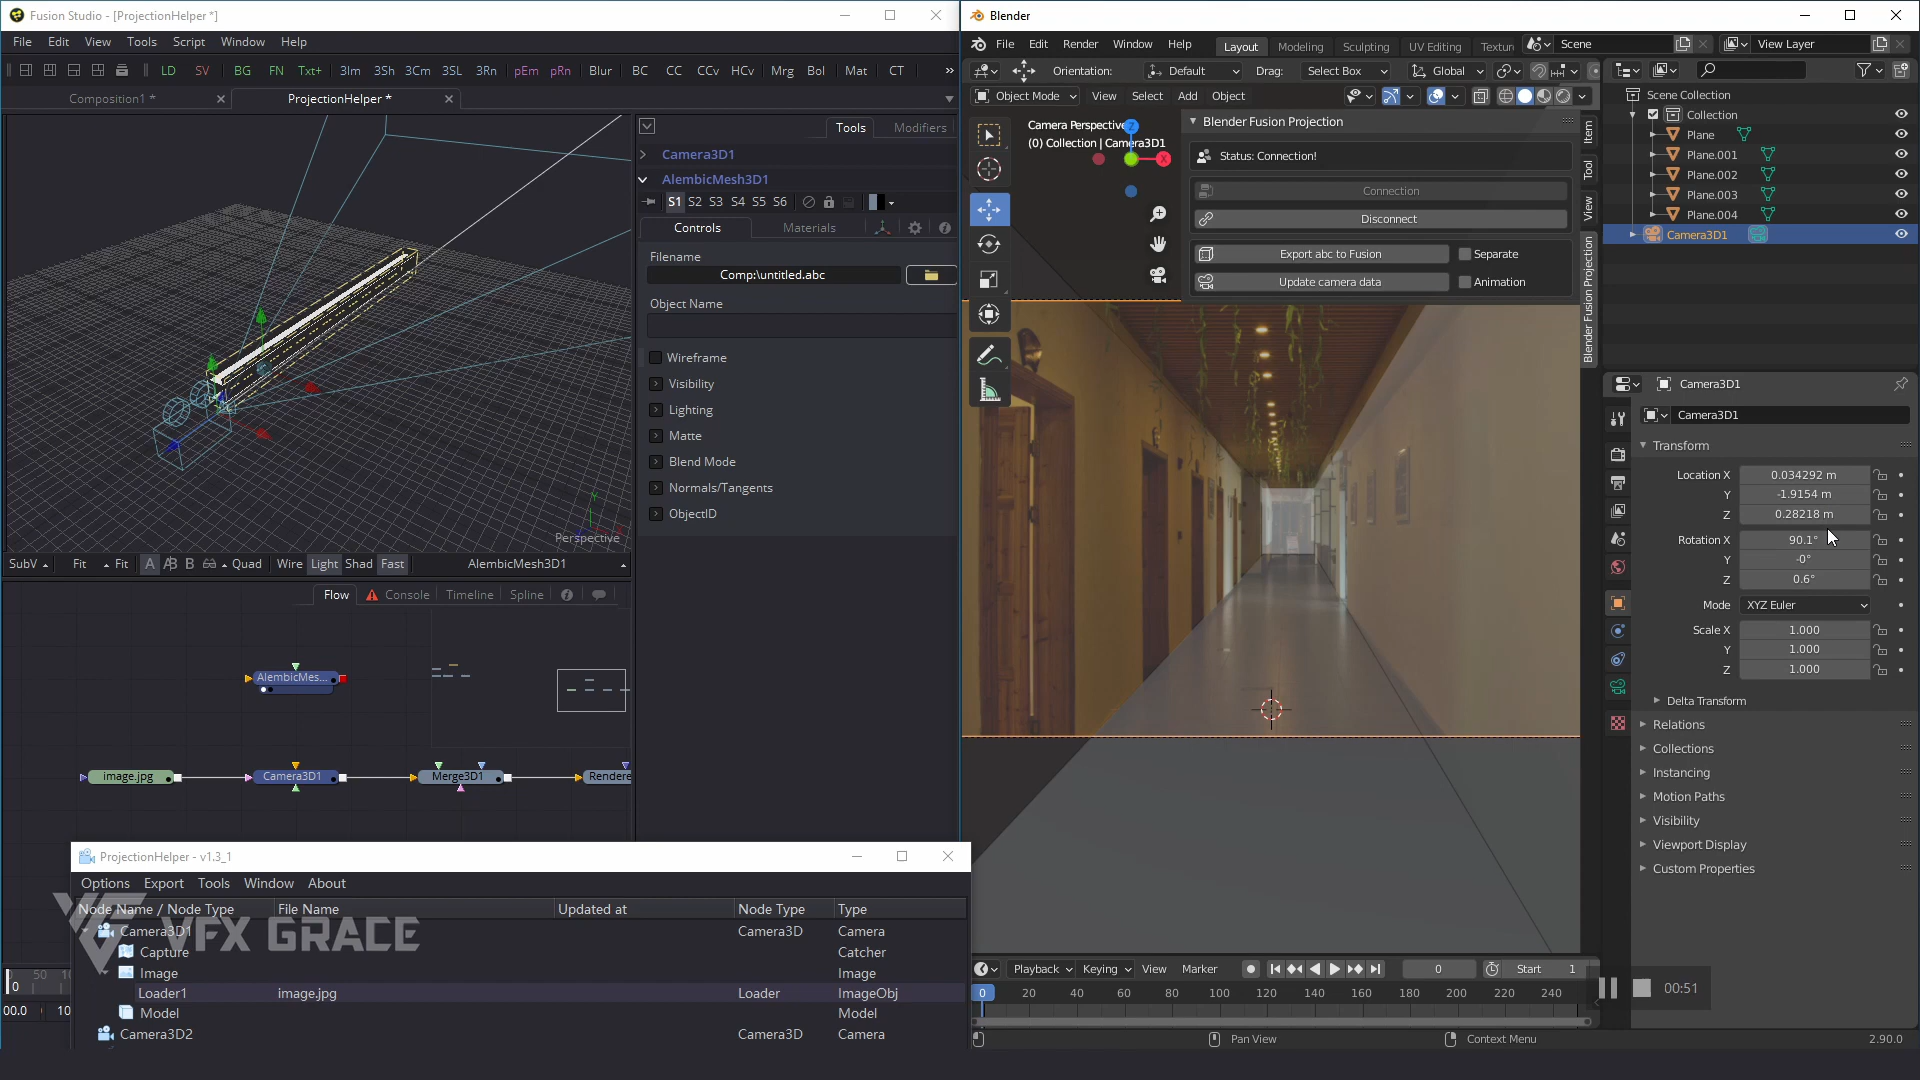 Fusion Studio - [ProjectionHelper *]
File Edit View Tools Script Window Help
LD SV BG FN Txt+ 3Im 3Sh 3Cm 3SL 3Rn pEm pRn Blur BC CC CCv HCv Mrg Bol Mat CT »
Composition1 * ProjectionHelper *
Tools Modifiers
Camera3D1
AlembicMesh3D1
S1 S2 S3 S4 S5 S6
Controls Materials
Filename
Comp:\untitled.abc
Object Name
Wireframe
Visibility
Lighting
Matte
Blend Mode
Normals/Tangents
ObjectID
Y
Perspective
SubV Fit Fit A B Quad Wire Light Shad Fast AlembicMesh3D1
Flow Console Timeline Spline
AlembicMes...
image.jpg Camera3D1 Merge3D1 Rendere
0 50
0
00.0 10
ProjectionHelper - v1.3_1
Options Export Tools Window About
Node Name / Node Type File Name Updated at Node Type Type
Camera3D1 Camera3D Camera
Capture Catcher
Image Image
Loader1 image.jpg Loader ImageObj
Model Model
Camera3D2 Camera3D Camera
VFX GRACE
Blender
File Edit Render Window Help Layout Modeling Sculpting UV Editing Textur Scene View Layer
Orientation: Default Drag: Select Box Global
Object Mode View Select Add Object
Camera Perspective
(0) Collection | Camera3D1
Z
X
Blender Fusion Projection
Status: Connection!
Connection
Disconnect
Export abc to Fusion Separate
Update camera data Animation
Item
Tool
View
Blender Fusion Projection
Scene Collection
Collection
Plane
Plane.001
Plane.002
Plane.003
Plane.004
Camera3D1
Camera3D1
Camera3D1
Transform
Location X 0.034292 m
Y -1.9154 m
Z 0.28218 m
Rotation X 90.1°
Y -0°
Z 0.6°
Mode XYZ Euler
Scale X 1.000
Y 1.000
Z 1.000
Delta Transform
Relations
Collections
Instancing
Motion Paths
Visibility
Viewport Display
Custom Properties
Playback Keying View Marker 0 Start 1
0 20 40 60 80 100 120 140 160 180 200 220 240
00:51
Pan View Context Menu 2.90.0